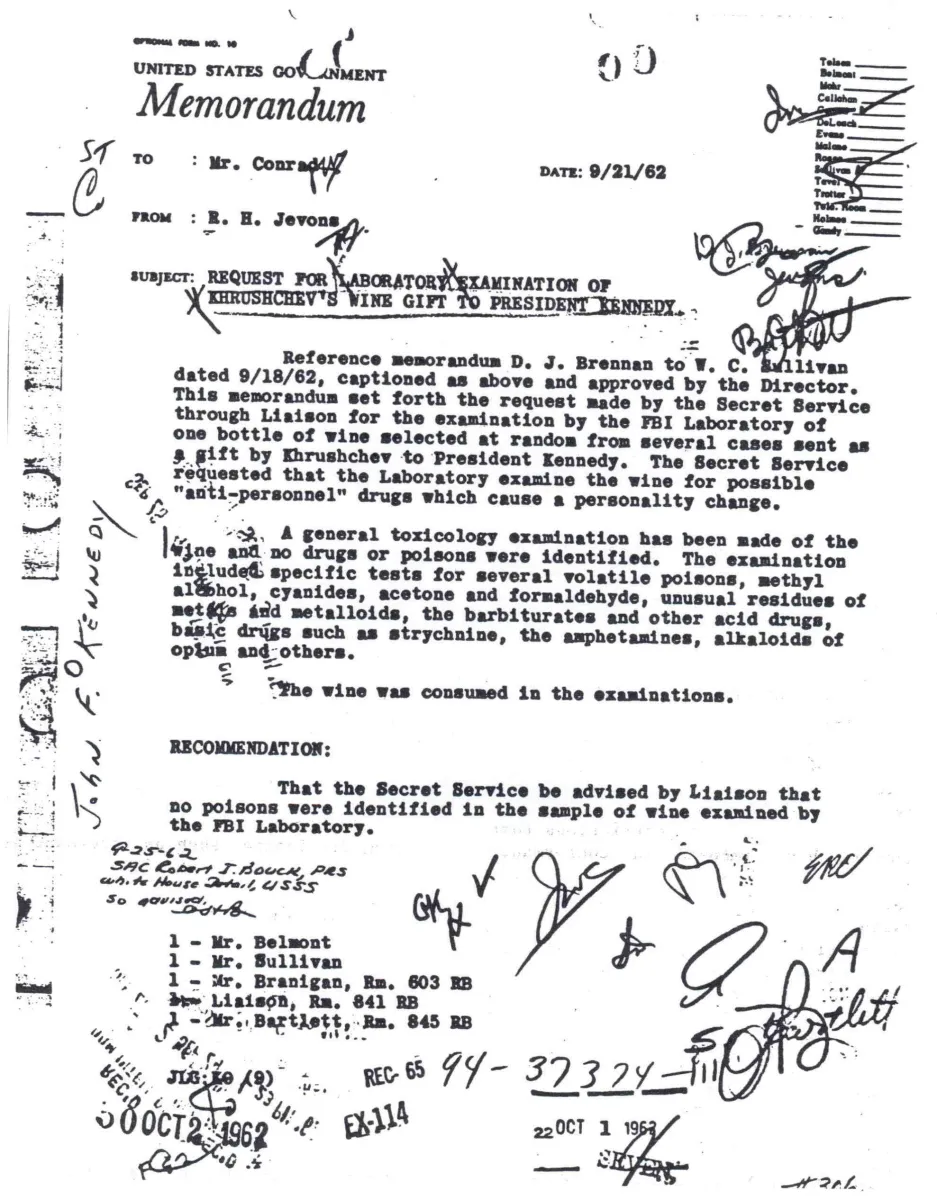 OPTIONAL FORM NO. 10
UNITED STATES GOVERNMENT
Memorandum
Tolson
Belmont
Mohr
Callahan
DeLoach
Evans
Malone
Rosen
Sullivan
Tavel
Trotter
Tele. Room
Holmes
Gandy
TO : Mr. Conrad
DATE: 9/21/62
FROM : R. H. Jevons
SUBJECT: REQUEST FOR LABORATORY EXAMINATION OF
KHRUSHCHEV'S WINE GIFT TO PRESIDENT KENNEDY.
Reference memorandum D. J. Brennan to W. C. Sullivan
dated 9/18/62, captioned as above and approved by the Director.
This memorandum set forth the request made by the Secret Service
through Liaison for the examination by the FBI Laboratory of
one bottle of wine selected at random from several cases sent as
a gift by Khrushchev to President Kennedy. The Secret Service
requested that the Laboratory examine the wine for possible
"anti-personnel" drugs which cause a personality change.
A general toxicology examination has been made of the
wine and no drugs or poisons were identified. The examination
included specific tests for several volatile poisons, methyl
alcohol, cyanides, acetone and formaldehyde, unusual residues of
metals and metalloids, the barbiturates and other acid drugs,
basic drugs such as strychnine, the amphetamines, alkaloids of
opium and others.
The wine was consumed in the examinations.
John F. KENNEDY
RECOMMENDATION:
That the Secret Service be advised by Liaison that
no poisons were identified in the sample of wine examined by
the FBI Laboratory.
9-25-62
SAC Robert I. BOUCK, PRS
White House Detail, USSS
so advised.
1 - Mr. Belmont
1 - Mr. Sullivan
1 - Mr. Branigan, Rm. 603 RB
1 - Liaison, Rm. 841 RB
1 - Mr. Bartlett, Rm. 845 RB
Bartlett
JLG:EO (9)
REC- 65
94-37374-
EX-114
50 OCT 2 1962
22 OCT 1 1962